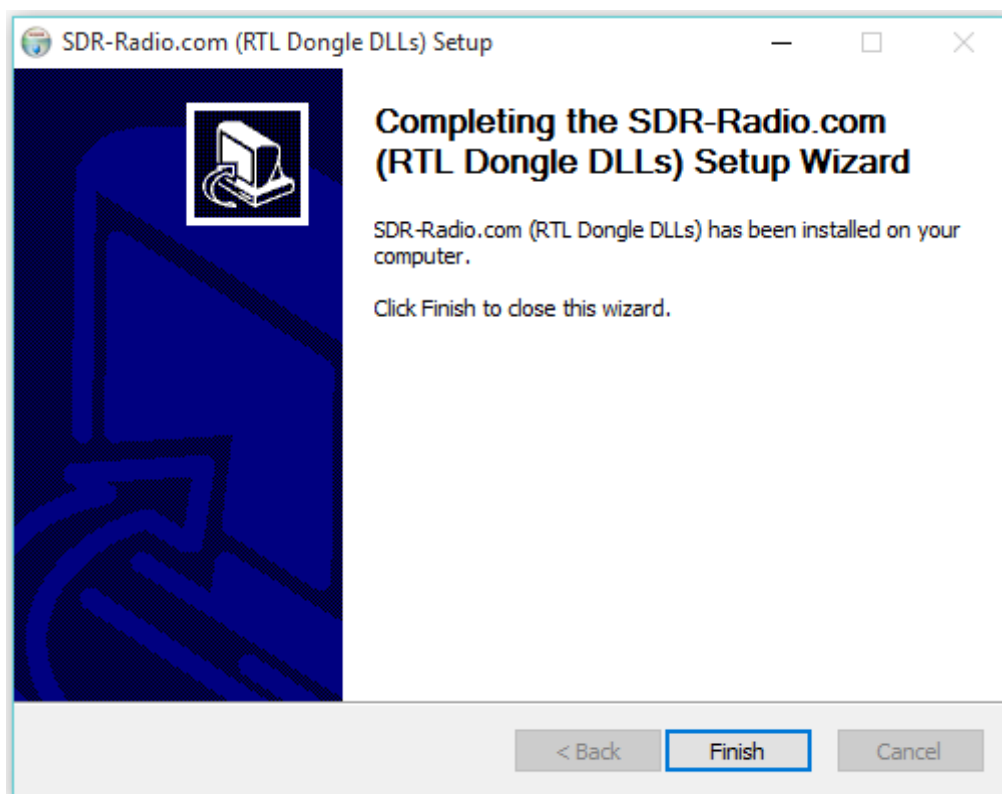 SDR-Radio.com (RTL Dongle DLLs) Setup
Completing the SDR-Radio.com
(RTL Dongle DLLs) Setup Wizard
SDR-Radio.com (RTL Dongle DLLs) has been installed on your
computer.
Click Finish to close this wizard.
< Back
Finish
Cancel